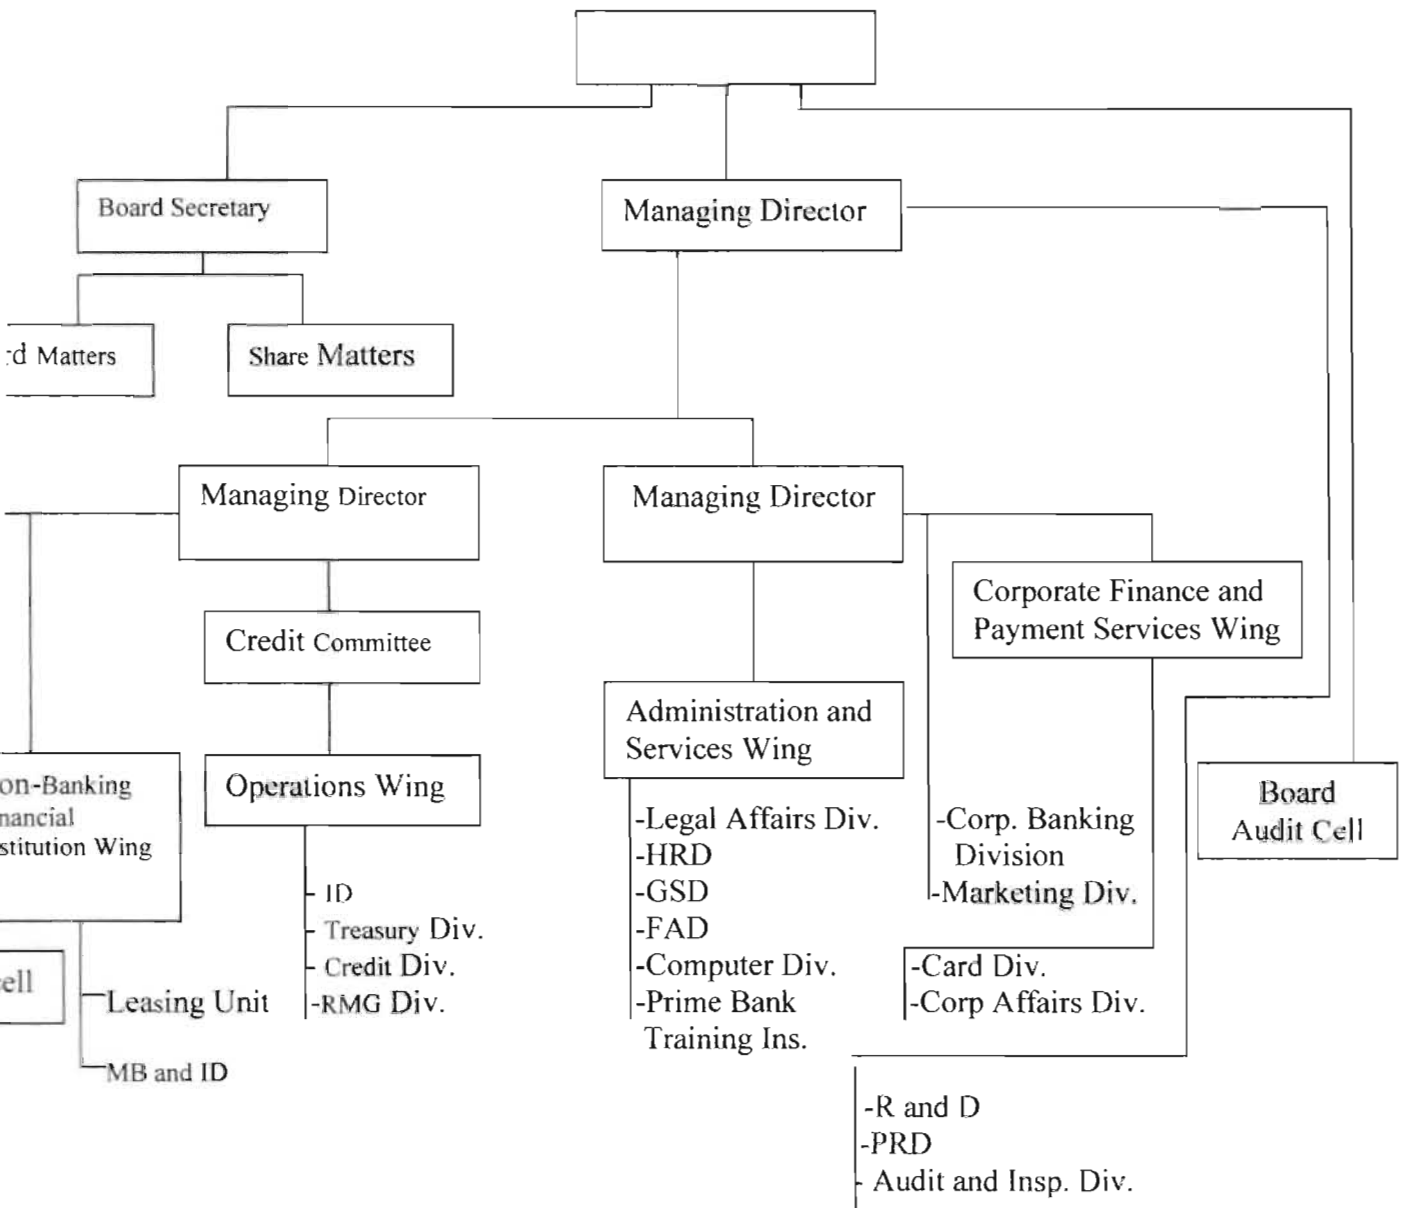 Board Secretary
Managing Director
Matters
Share Matters
Managing Director
Managing Director
Corporate Finance and
Payment Services Wing
Credit Committee
Administration and
Services Wing
on-Banking
nancial
stitution Wing
Operations Wing
Board
Audit Cell
-Legal Affairs Div.
-HRD
-GSD
-FAD
-Computer Div.
-Prime Bank
Training Ins.
-Corp. Banking
Division
-Marketing Div.
- ID
- Treasury Div.
- Credit Div.
-RMG Div.
ell
Leasing Unit
MB and ID
-Card Div.
-Corp Affairs Div.
-R and D
-PRD
- Audit and Insp. Div.